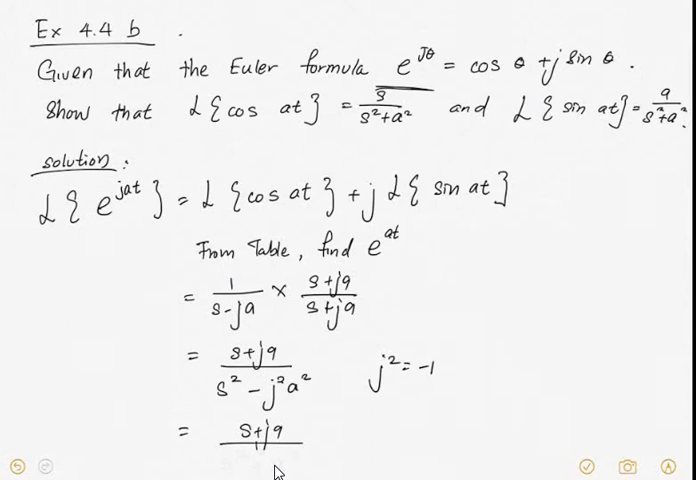 Ex 4.4 b .
Given that the Euler formula e^jθ = cos θ + j sin θ .
Show that L{cos at} = s/(s²+a²) and L{sin at} = a/(s²+a²) .
solution :
L{e^jat} = L{cos at} + j L{sin at}
From Table, find e^at
= 1/(s-ja) × (s+ja)/(s+ja)
= (s+ja)/(s² - j²a²) j² = -1
= s+ja